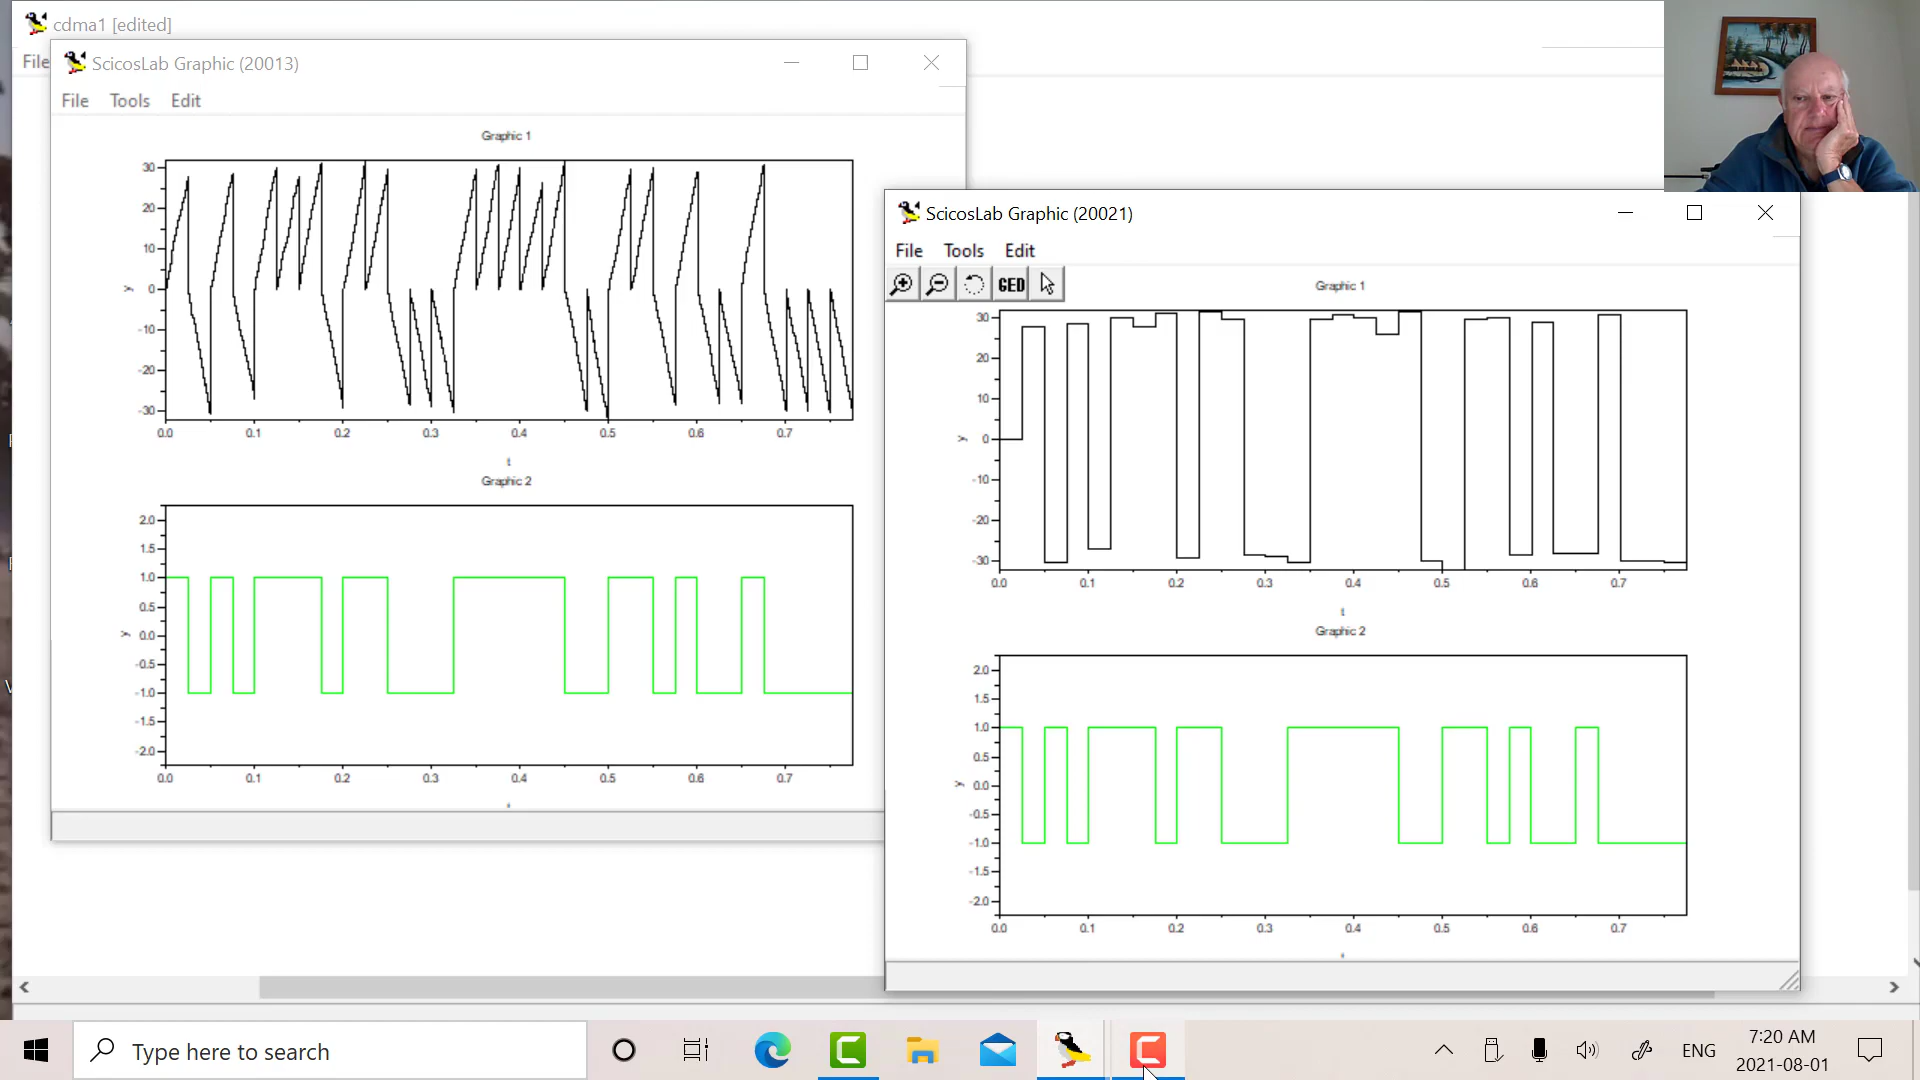 cdma1 [edited]
File
ScicosLab Graphic (20013)
File Tools Edit
Graphic 1
30
20
10
y 0
-10
-20
-30
0.0 0.1 0.2 0.3 0.4 0.5 0.6 0.7
t
Graphic 2
2.0
1.5
1.0
0.5
y 0.0
-0.5
-1.0
-1.5
-2.0
0.0 0.1 0.2 0.3 0.4 0.5 0.6 0.7
ScicosLab Graphic (20021)
File Tools Edit
GED
Graphic 1
30
20
10
y 0
-10
-20
-30
0.0 0.1 0.2 0.3 0.4 0.5 0.6 0.7
t
Graphic 2
2.0
1.5
1.0
0.5
y 0.0
-0.5
-1.0
-1.5
-2.0
0.0 0.1 0.2 0.3 0.4 0.5 0.6 0.7
Type here to search
ENG
7:20 AM
2021-08-01